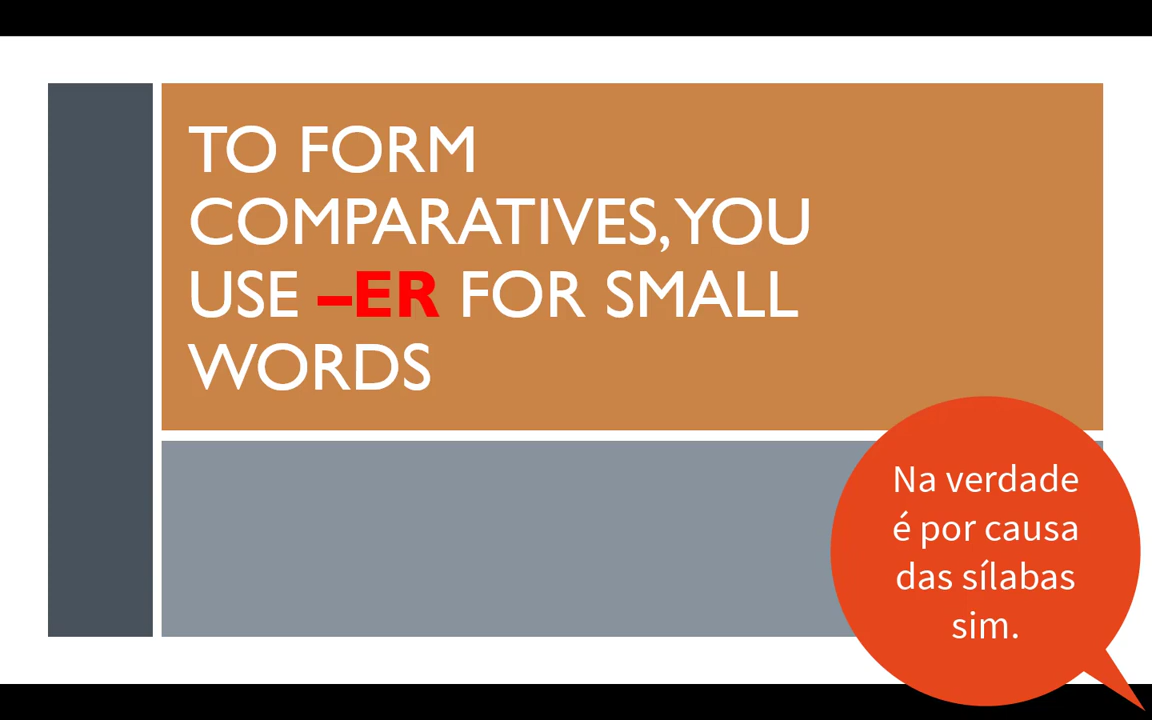 TO FORM
COMPARATIVES, YOU
USE –ER FOR SMALL
WORDS
Na verdade
é por causa
das sílabas
sim.